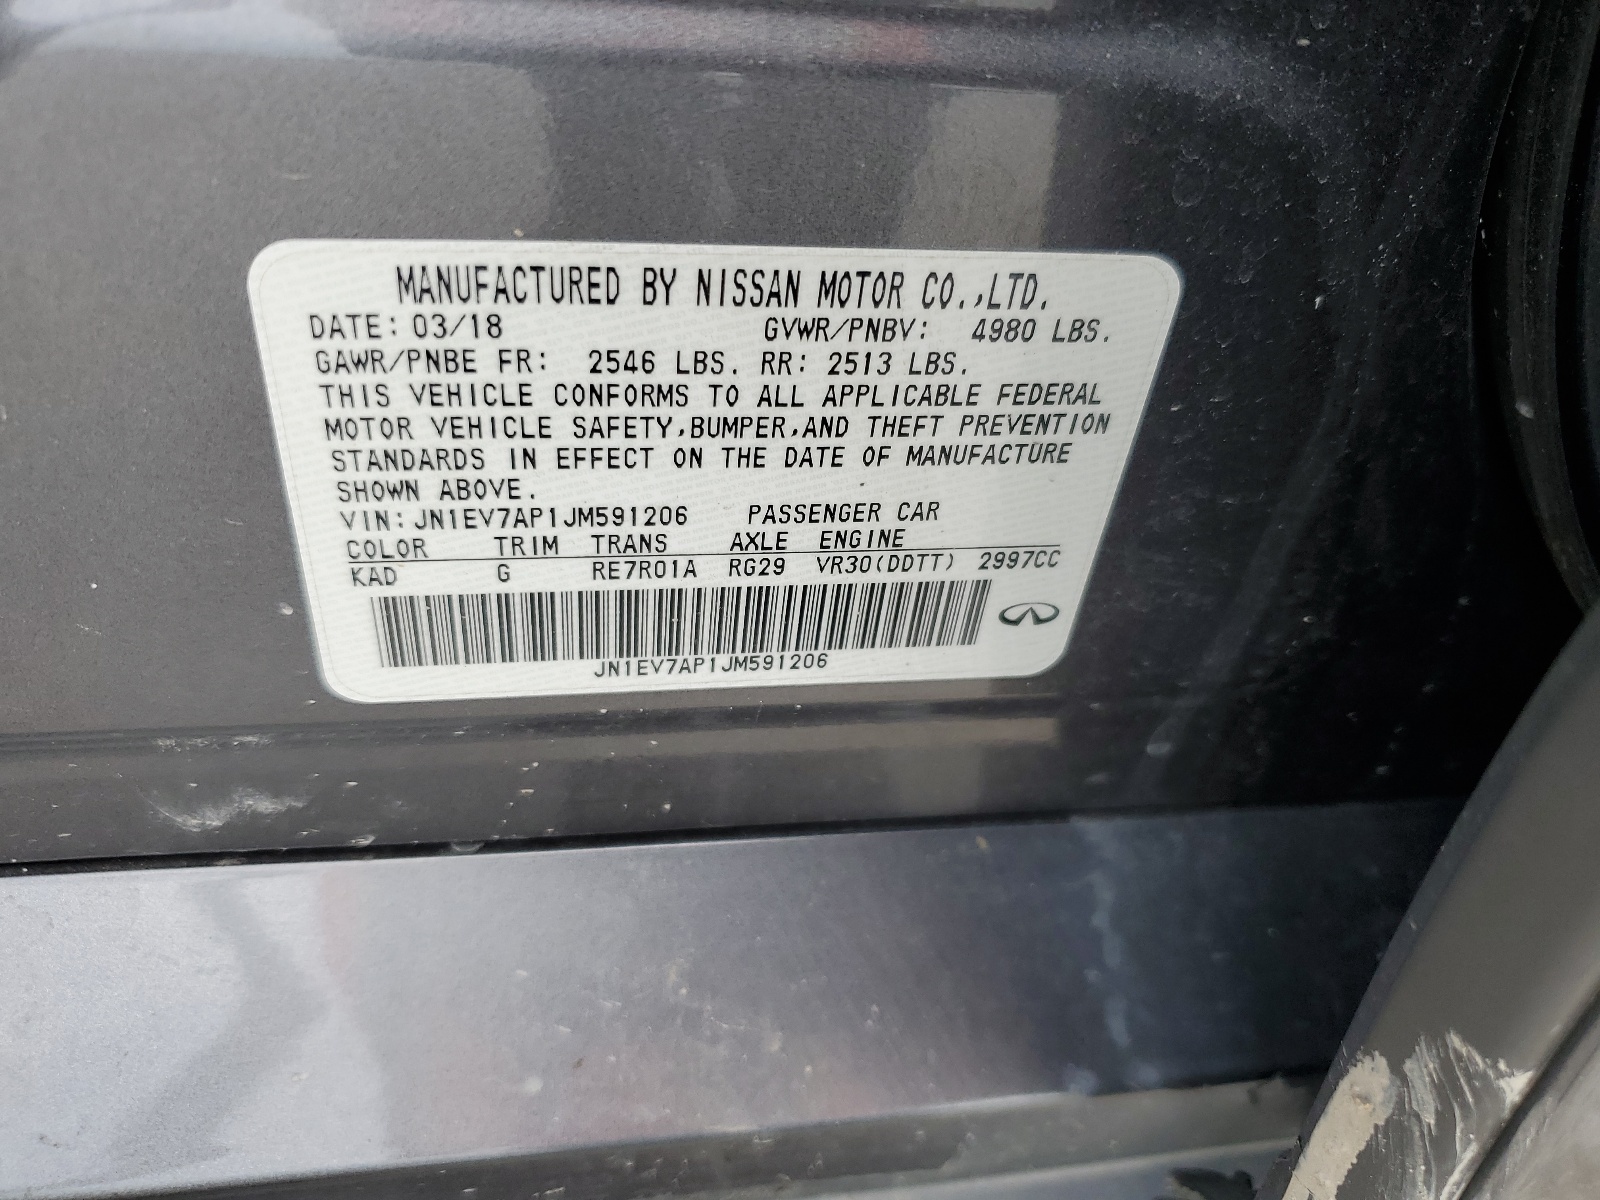 MANUFACTURED BY NISSAN MOTOR CO.,LTD.
DATE: 03/18 GVWR/PNBV: 4980 LBS.
GAWR/PNBE FR: 2546 LBS. RR: 2513 LBS.
THIS VEHICLE CONFORMS TO ALL APPLICABLE FEDERAL
MOTOR VEHICLE SAFETY,BUMPER,AND THEFT PREVENTION
STANDARDS IN EFFECT ON THE DATE OF MANUFACTURE
SHOWN ABOVE.
VIN: JN1EV7AP1JM591206 PASSENGER CAR
COLOR TRIM TRANS AXLE ENGINE
KAD G RE7R01A RG29 VR30(DDTT) 2997CC
JN1EV7AP1JM591206